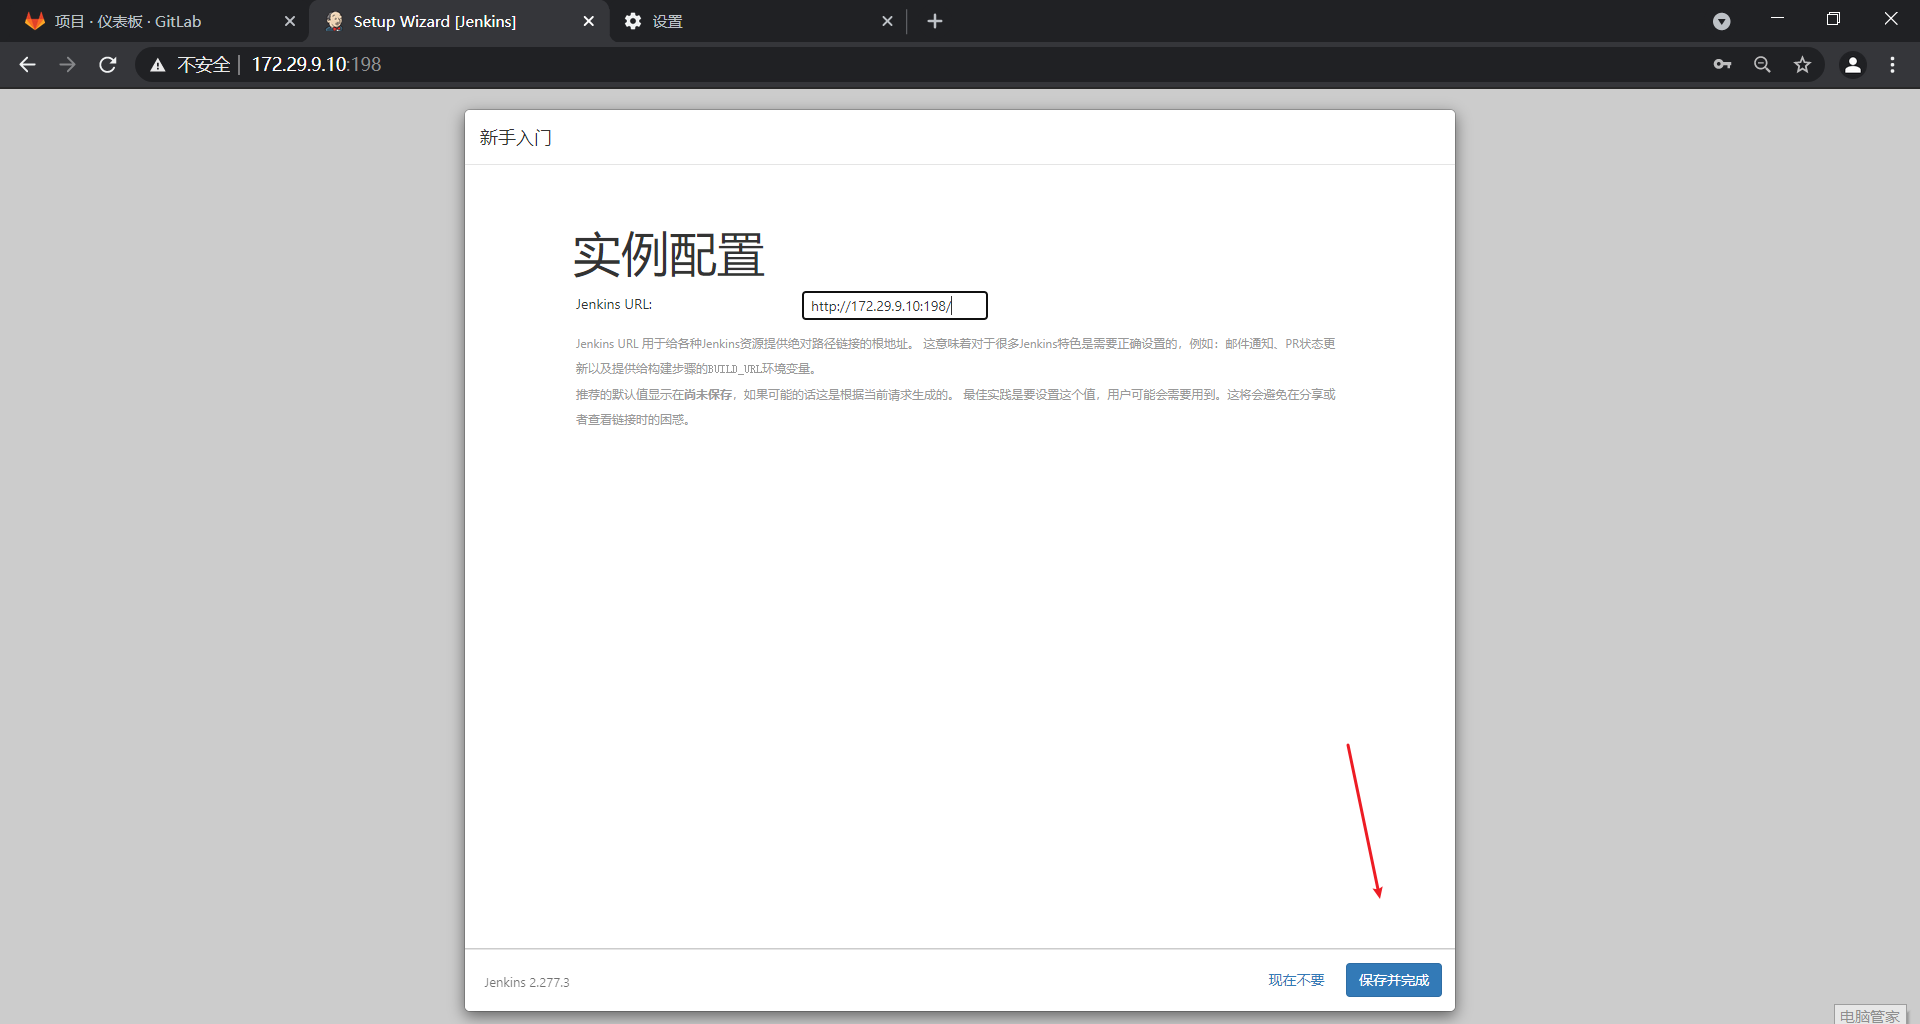 项目 · 仪表板 · GitLab
Setup Wizard [Jenkins]
设置
不安全 | 172.29.9.10:198
新手入门
实例配置
Jenkins URL:
http://172.29.9.10:198/
Jenkins URL 用于给各种Jenkins资源提供绝对路径链接的根地址。 这意味着对于很多Jenkins特色是需要正确设置的，例如：邮件通知、PR状态更
新以及提供给构建步骤的BUILD_URL环境变量。
推荐的默认值显示在尚未保存，如果可能的话这是根据当前请求生成的。 最佳实践是要设置这个值，用户可能会需要用到。这将会避免在分享或
者查看链接时的困惑。
Jenkins 2.277.3
现在不要
保存并完成
电脑管家